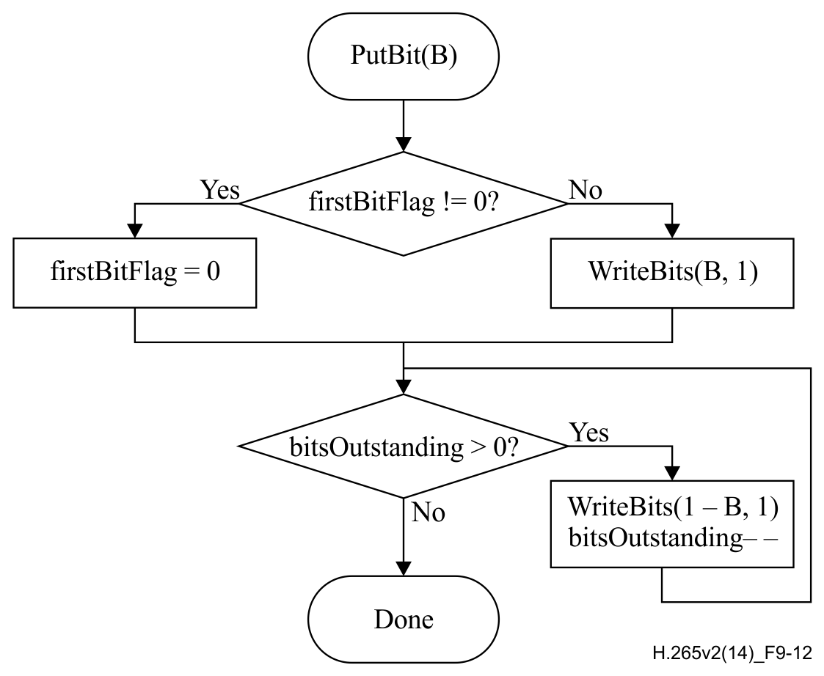 PutBit(B)
Yes
firstBitFlag != 0?
No
firstBitFlag = 0
WriteBits(B, 1)
bitsOutstanding > 0?
Yes
No
WriteBits(1 – B, 1)
bitsOutstanding– –
Done
H.265v2(14)_F9-12